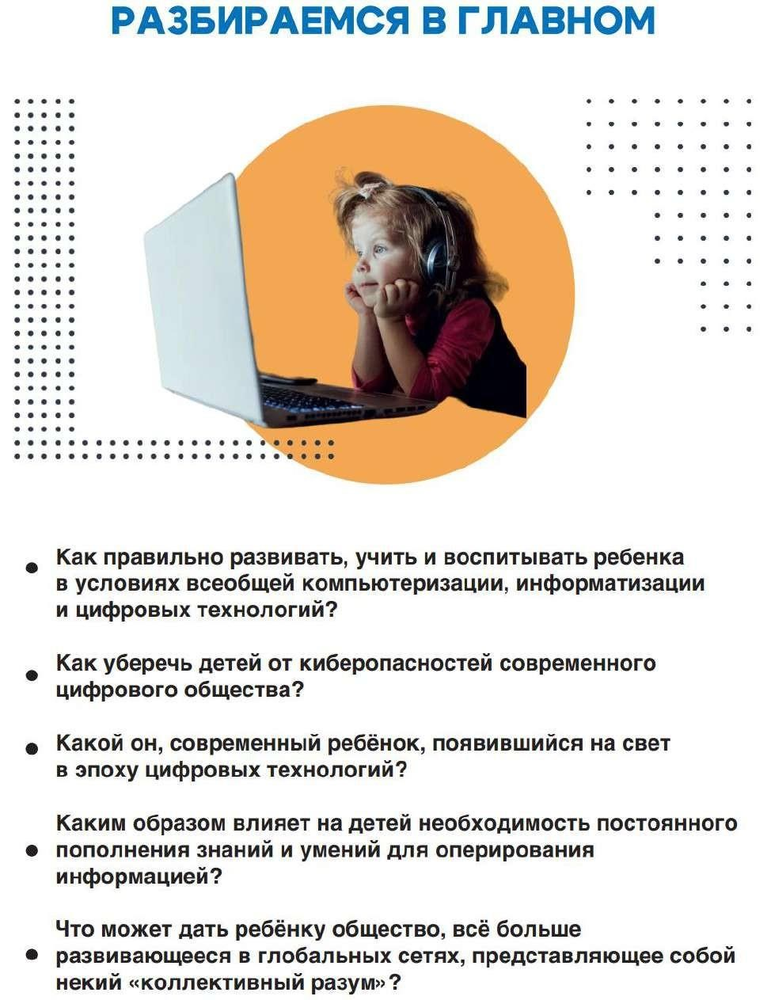 РАЗБИРАЕМСЯ В ГЛАВНОМ
• Как правильно развивать, учить и воспитывать ребенка
в условиях всеобщей компьютеризации, информатизации
и цифровых технологий?
• Как уберечь детей от киберопасностей современного
цифрового общества?
• Какой он, современный ребёнок, появившийся на свет
в эпоху цифровых технологий?
Каким образом влияет на детей необходимость постоянного
• пополнения знаний и умений для оперирования
информацией?
Что может дать ребёнку общество, всё больше
• развивающееся в глобальных сетях, представляющее собой
некий «коллективный разум»?